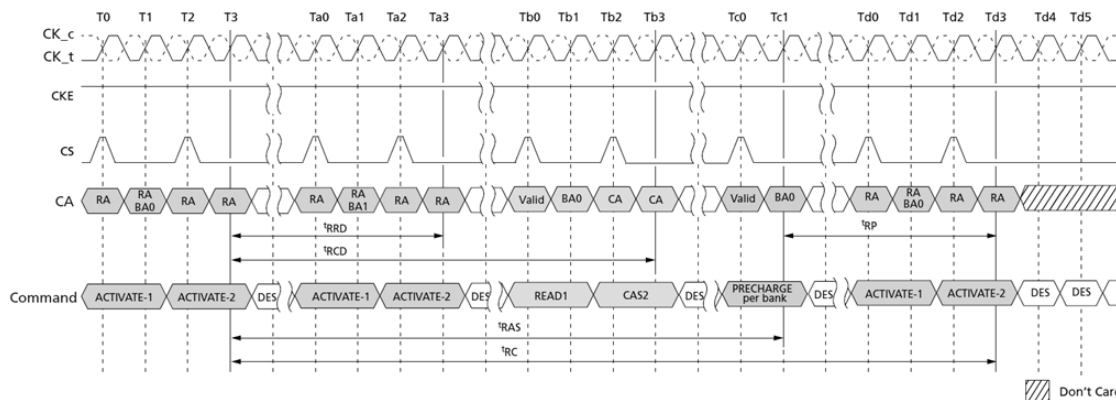 T0 T1 T2 T3 Ta0 Ta1 Ta2 Ta3 Tb0 Tb1 Tb2 Tb3 Tc0 Tc1 Td0 Td1 Td2 Td3 Td4 Td5
CK_c
CK_t
CKE
CS
CA RA RA BA0 RA RA RA RA BA1 RA RA Valid BA0 CA CA Valid BA0 RA RA BA0 RA RA
tRRD tRP
tRCD
Command ACTIVATE-1 ACTIVATE-2 DES ACTIVATE-1 ACTIVATE-2 DES READ1 CAS2 DES PRECHARGE per bank DES ACTIVATE-1 ACTIVATE-2 DES DES
tRAS
tRC
Don't Care